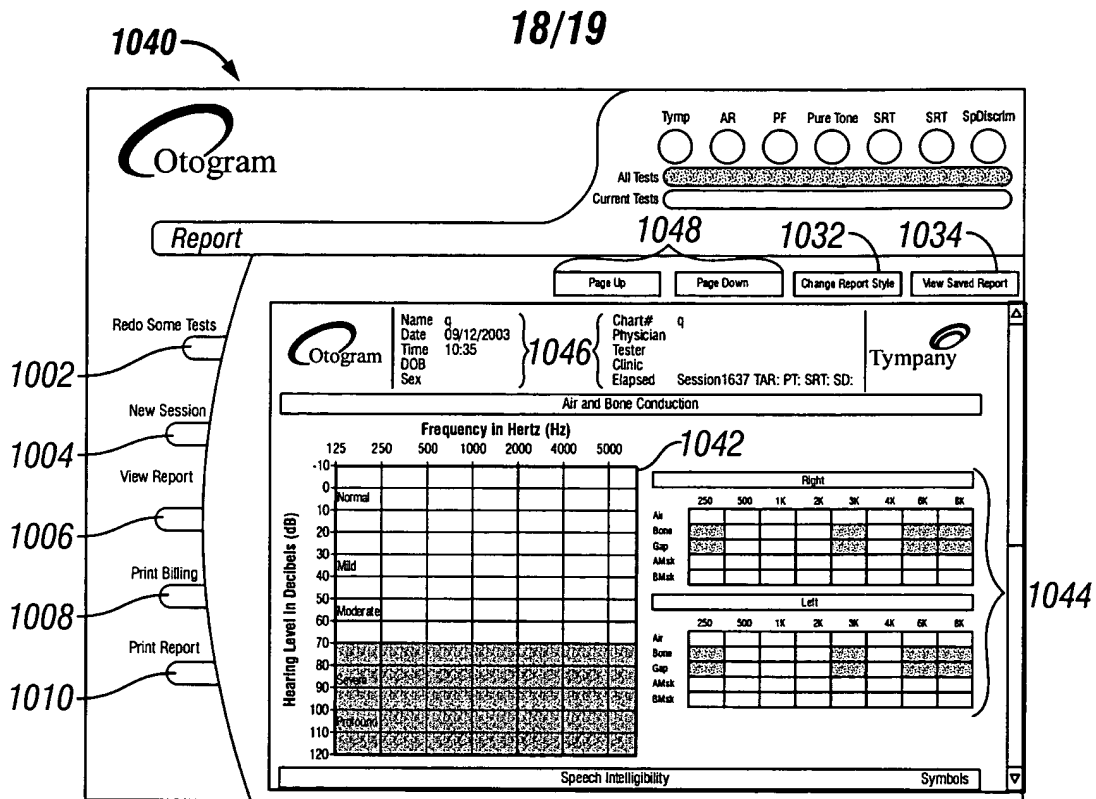 18/19
1040
Otogram
Tymp AR PF Pure Tone SRT SRT SpDiscrim
All Tests
Current Tests
Report
1048 1032 1034
Page Up Page Down Change Report Style View Saved Report
Redo Some Tests
1002
New Session
1004
View Report
1006
Print Billing
1008
Print Report
1010
Otogram
Name q
Date 09/12/2003
Time 10:35
DOB
Sex
1046
Chart# q
Physician
Tester
Clinic
Elapsed Session1637 TAR: PT: SRT: SD:
Tympany
Air and Bone Conduction
Frequency in Hertz (Hz)
125 250 500 1000 2000 4000 5000
1042
Hearing Level in Decibels (dB)
-10
0
Normal
10
20
30
Mild
40
50
Moderate
60
70
80
Severe
90
100
Profound
110
120
Right
250 500 1K 2K 3K 4K 6K 8K
Air
Bone
Gap
AMsk
BMsk
1044
Left
250 500 1K 2K 3K 4K 6K 8K
Air
Bone
Gap
AMsk
BMsk
Speech Intelligibility Symbols